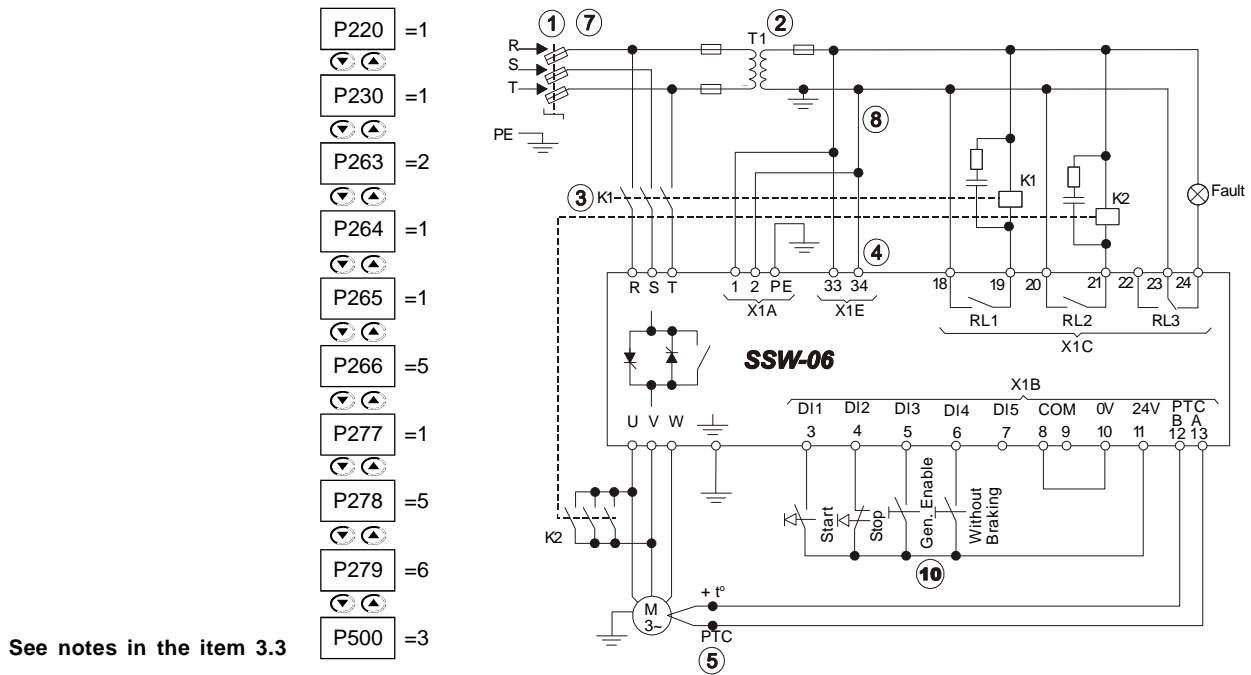 P220 =1
P230 =1
P263 =2
P264 =1
P265 =1
P266 =5
P277 =1
P278 =5
P279 =6
P500 =3
See notes in the item 3.3
1 7 2
T1
R
S
T
PE
8
3 K1
K1
K2
Fault
4
R S T 1 2 PE 33 34 18 19 20 21 22 23 24
X1A X1E RL1 RL2 RL3
X1C
SSW-06
X1B
DI1 DI2 DI3 DI4 DI5 COM 0V 24V PTC
B A
U V W 3 4 5 6 7 8 9 10 11 12 13
Start
Stop
Gen. Enable
Without
Braking
K2
10
+ tº
M
3~
PTC
5